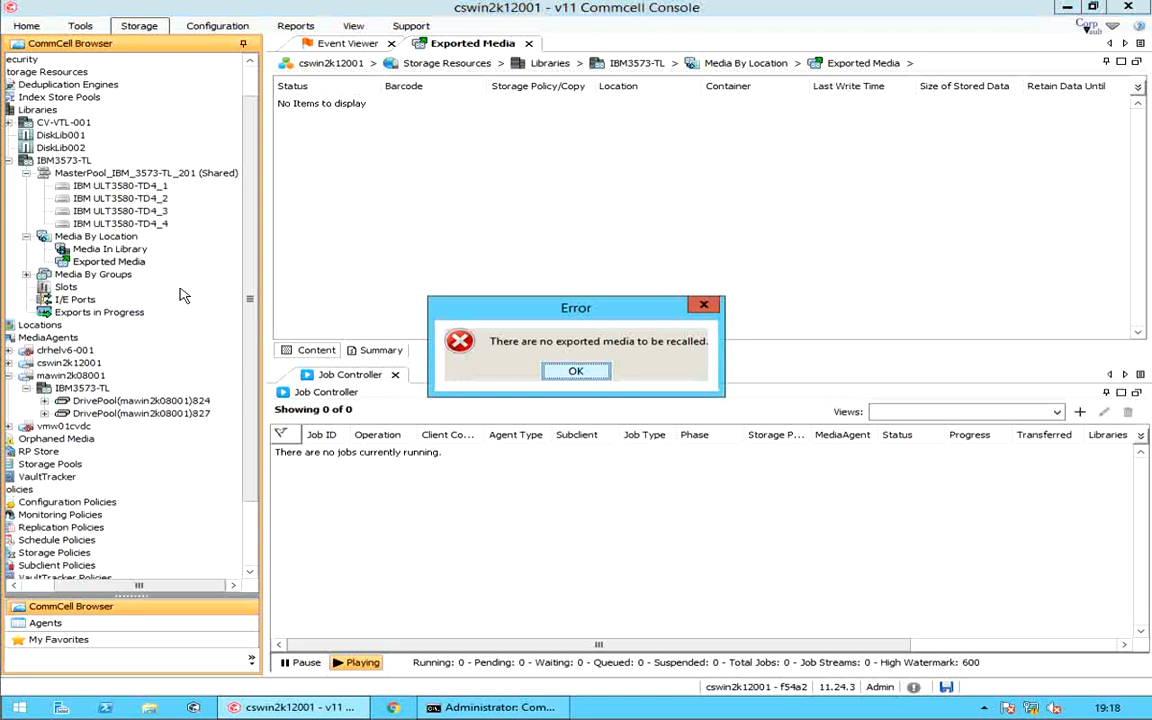 cswin2k12001 - v11 Commcell Console
Home
Tools
Storage
Configuration
Reports
View
Support
Corp
Vault
CommCell Browser
Event Viewer
Exported Media
cswin2k12001 > Storage Resources > Libraries > IBM3573-TL > Media By Location > Exported Media >
ecurity
torage Resources
Deduplication Engines
Index Store Pools
Libraries
CV-VTL-001
DiskLib001
DiskLib002
IBM3573-TL
MasterPool_IBM_3573-TL_201 (Shared)
IBM ULT3580-TD4_1
IBM ULT3580-TD4_2
IBM ULT3580-TD4_3
IBM ULT3580-TD4_4
Media By Location
Media In Library
Exported Media
Media By Groups
Slots
I/E Ports
Exports in Progress
Locations
MediaAgents
drhelv6-001
cswin2k12001
mawin2k08001
IBM3573-TL
DrivePool(mawin2k08001)824
DrivePool(mawin2k08001)827
vmw01cvdc
Orphaned Media
RP Store
Storage Pools
VaultTracker
olicies
Configuration Policies
Monitoring Policies
Replication Policies
Schedule Policies
Storage Policies
Subclient Policies
VaultTracker Policies
CommCell Browser
Agents
My Favorites
Status Barcode Storage Policy/Copy Location Container Last Write Time Size of Stored Data Retain Data Until
No Items to display
Error
There are no exported media to be recalled.
OK
Content
Summary
Job Controller
Job Controller
Showing 0 of 0
Views:
Job ID Operation Client Co... Agent Type Subclient Job Type Phase Storage P... MediaAgent Status Progress Transferred Libraries
There are no jobs currently running.
Pause
Playing
Running: 0 - Pending: 0 - Waiting: 0 - Queued: 0 - Suspended: 0 - Total Jobs: 0 - Job Streams: 0 - High Watermark: 600
cswin2k12001 - f54a2
11.24.3
Admin
cswin2k12001 - v11 ...
Administrator: Com...
19:18